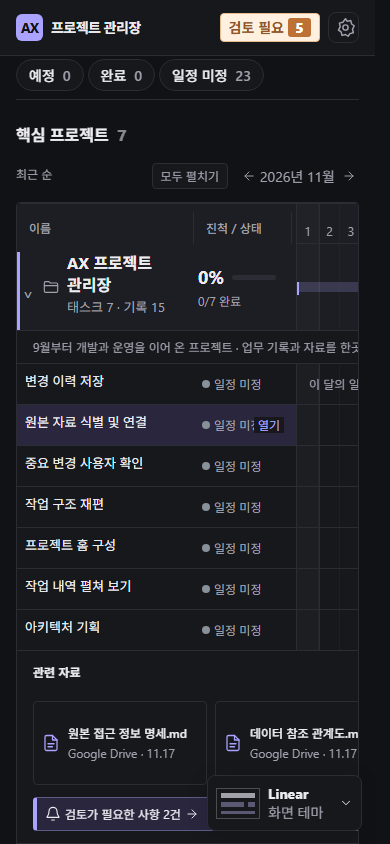 AX 프로젝트 관리장 검토 필요 5
예정 0 완료 0 일정 미정 23
핵심 프로젝트 7
최근 순 모두 펼치기 ← 2026년 11월 →
이름 진척 / 상태 1 2 3
AX 프로젝트
관리장
태스크 7 · 기록 15
0%
0/7 완료
9월부터 개발과 운영을 이어 온 프로젝트 · 업무 기록과 자료를 한곳
변경 이력 저장 일정 미정 이 달의 일
원본 자료 식별 및 연결 일정 미정 열기
중요 변경 사용자 확인 일정 미정
작업 구조 재편 일정 미정
프로젝트 홈 구성 일정 미정
작업 내역 펼쳐 보기 일정 미정
아키텍처 기획 일정 미정
관련 자료
원본 접근 정보 명세.md
Google Drive · 11.17
데이터 참조 관계도.m
Google Drive · 11.17
검토가 필요한 사항 2건 →
Linear
화면 테마